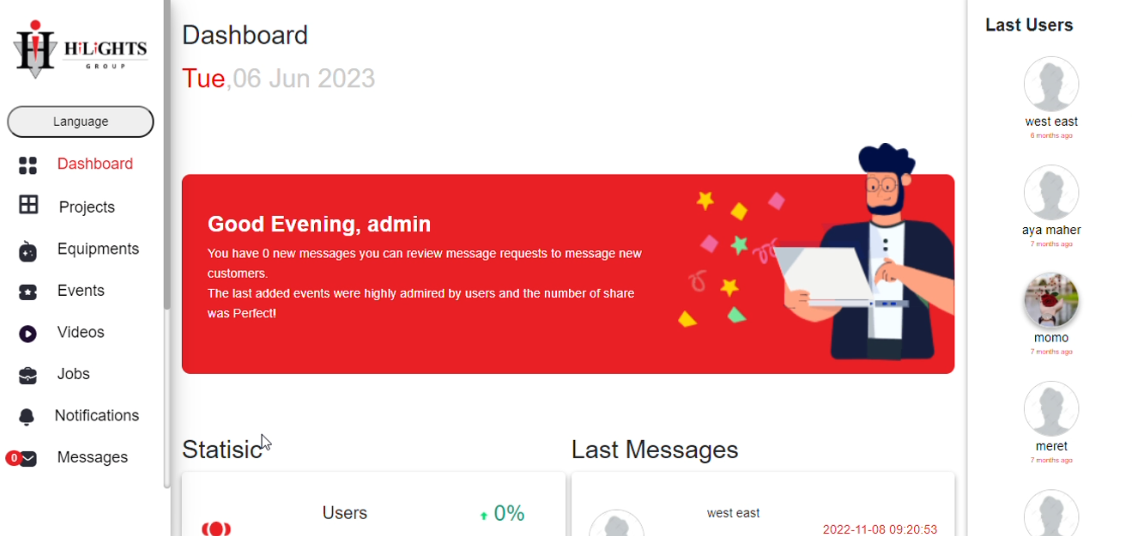 HiLiGHTS
GROUP
Language
Dashboard
Projects
Equipments
Events
Videos
Jobs
Notifications
0
Messages
Dashboard
Tue,06 Jun 2023
Good Evening, admin
You have 0 new messages you can review message requests to message new
customers.
The last added events were highly admired by users and the number of share
was Perfect!
Statisic
Users
0%
Last Messages
west east
2022-11-08 09:20:53
Last Users
west east
6 months ago
aya maher
7 months ago
momo
7 months ago
meret
7 months ago